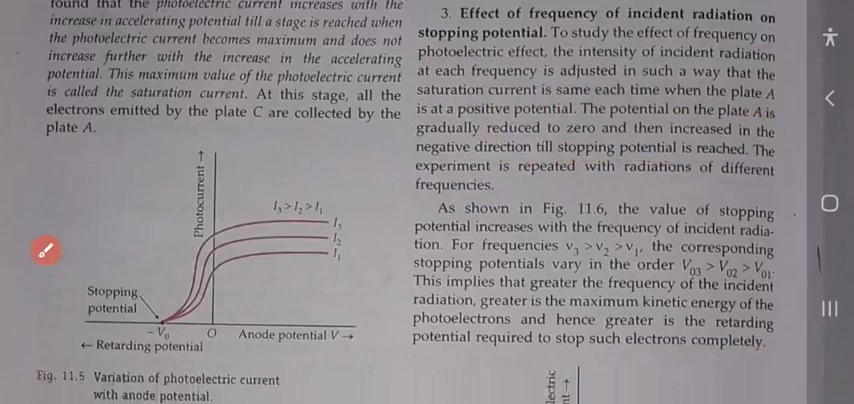 found that the photoelectric current increases with the
increase in accelerating potential till a stage is reached when
the photoelectric current becomes maximum and does not
increase further with the increase in the accelerating
potential. This maximum value of the photoelectric current
is called the saturation current. At this stage, all the
electrons emitted by the plate C are collected by the
plate A.
Photocurrent →
I₃ > I₂ > I₁
I₃
I₂
I₁
Stopping
potential
– V₀
O
Anode potential V →
← Retarding potential
Fig. 11.5 Variation of photoelectric current
with anode potential.
3. Effect of frequency of incident radiation on
stopping potential. To study the effect of frequency on
photoelectric effect, the intensity of incident radiation
at each frequency is adjusted in such a way that the
saturation current is same each time when the plate A
is at a positive potential. The potential on the plate A is
gradually reduced to zero and then increased in the
negative direction till stopping potential is reached. The
experiment is repeated with radiations of different
frequencies.
As shown in Fig. 11.6, the value of stopping
potential increases with the frequency of incident radia-
tion. For frequencies ν₃ > ν₂ > ν₁, the corresponding
stopping potentials vary in the order V₀₃ > V₀₂ > V₀₁.
This implies that greater the frequency of the incident
radiation, greater is the maximum kinetic energy of the
photoelectrons and hence greater is the retarding
potential required to stop such electrons completely.